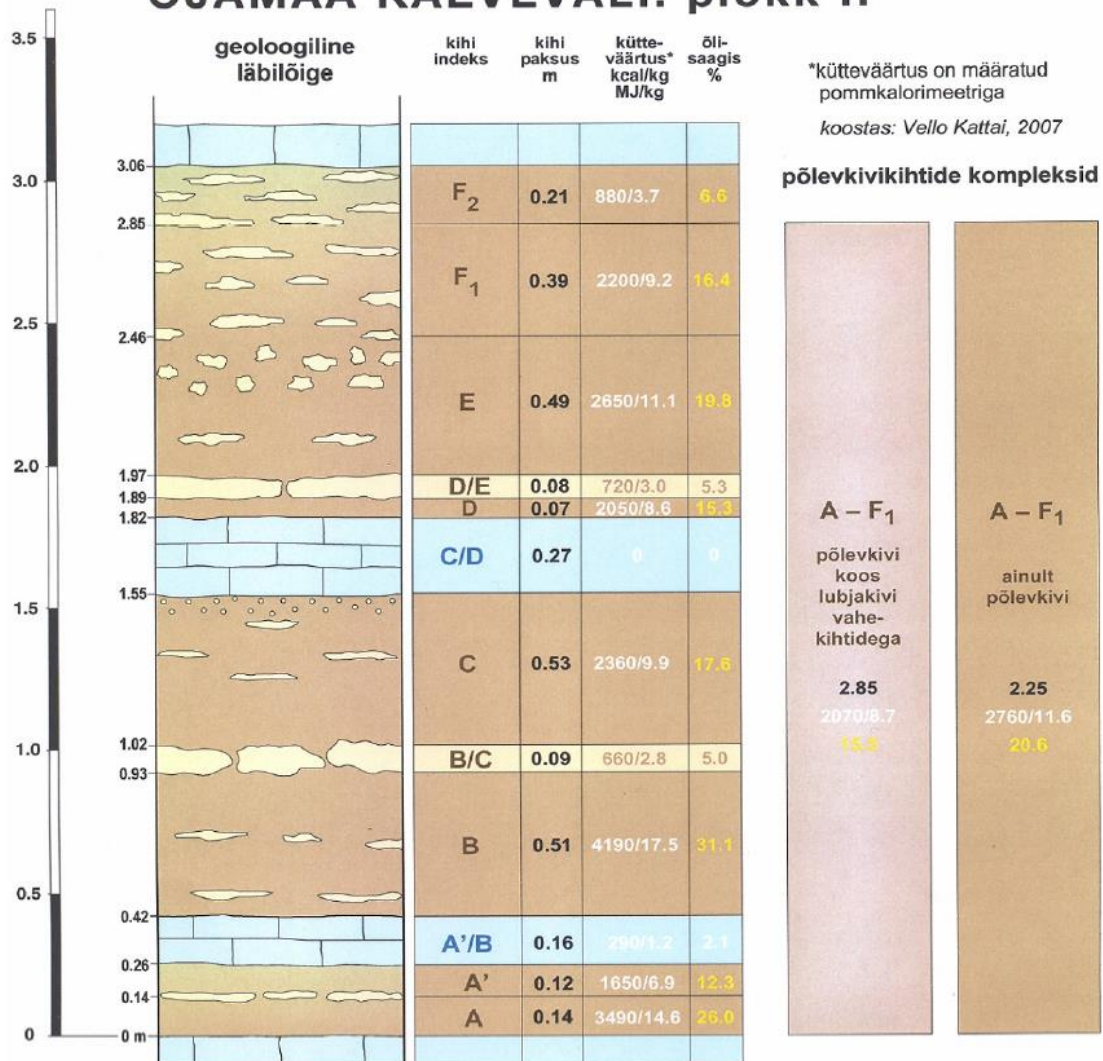 OJAMAA KAEVEVÄLI: plokk II
geoloogiline
läbilõige
kihi
indeks
kihi
paksus
m
kütte-
väärtus*
kcal/kg
MJ/kg
õli-
saagis
%
*kütteväärtus on määratud
pommkalorimeetriga
koostas: Vello Kattai, 2007
põlevkivikihtide kompleksid
3.5
3.0
2.5
2.0
1.5
1.0
0.5
0
3.06
2.85
2.46
1.97
1.89
1.82
1.55
1.02
0.93
0.42
0.26
0.14
0 m
F2 0.21 880/3.7 6.6
F1 0.39 2200/9.2 16.4
E 0.49 2650/11.1 19.8
D/E 0.08 720/3.0 5.3
D 0.07 2050/8.6 15.3
C/D 0.27 0 0
C 0.53 2360/9.9 17.6
B/C 0.09 660/2.8 5.0
B 0.51 4190/17.5 31.1
A'/B 0.16 290/1.2 2.1
A' 0.12 1650/6.9 12.3
A 0.14 3490/14.6 26.0
A – F1
põlevkivi
koos
lubjakivi
vahe-
kihtidega
2.85
2070/8.7
15.5
A – F1
ainult
põlevkivi
2.25
2760/11.6
20.6